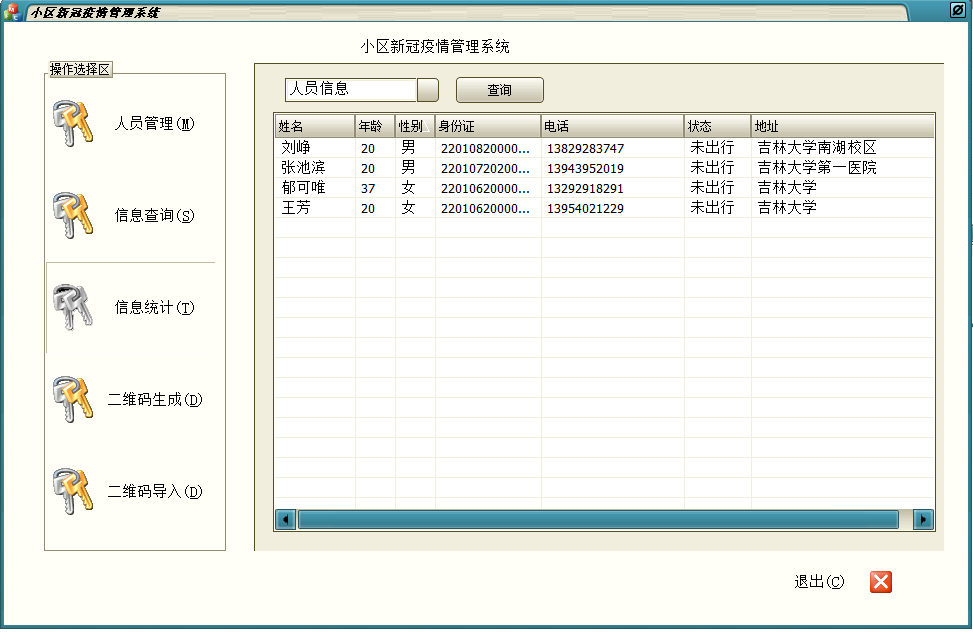 小区新冠疫情管理系统
小区新冠疫情管理系统
操作选择区
人员管理(M)
信息查询(S)
信息统计(T)
二维码生成(D)
二维码导入(D)
人员信息 查询
姓名 年龄 性别 身份证 电话 状态 地址
刘峥 20 男 22010820000... 13829283747 未出行 吉林大学南湖校区
张池滨 20 男 22010720200... 13943952019 未出行 吉林大学第一医院
郁可唯 37 女 22010620000... 13292918291 未出行 吉林大学
王芳 20 女 22010620000... 13954021229 未出行 吉林大学
退出(C)